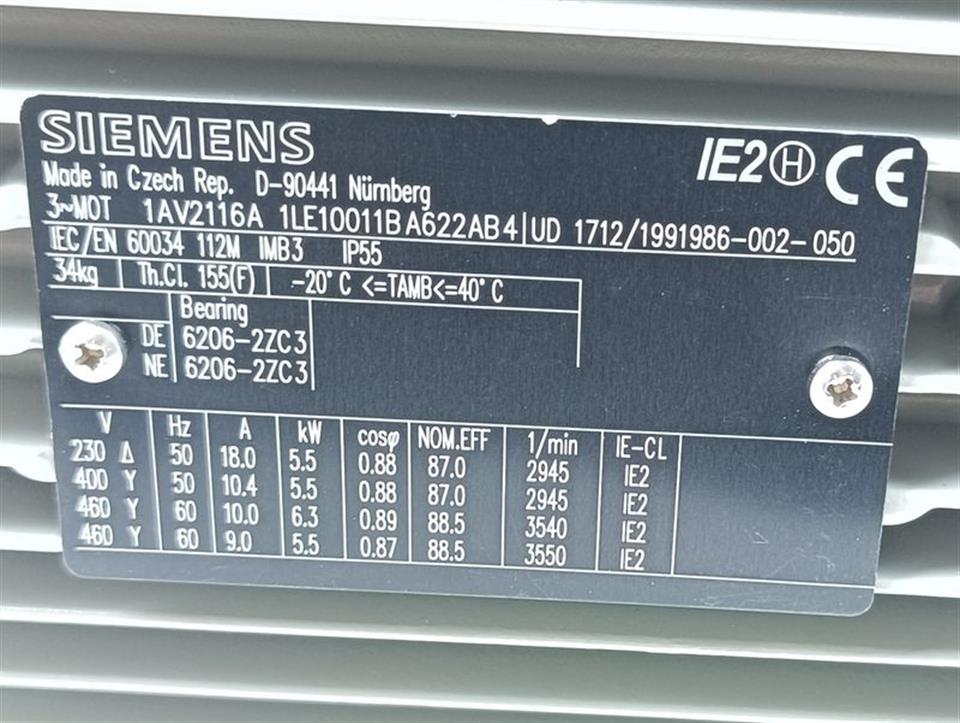 SIEMENS IE2 H CE
Made in Czech Rep. D-90441 Nürnberg
3~MOT 1AV2116A 1LE10011BA622AB4 UD 1712/1991986-002-050
IEC/EN 60034 112M IMB3 IP55
34kg Th.Cl. 155(F) -20°C <=TAMB<=40°C
Bearing
DE 6206-2ZC3
NE 6206-2ZC3
V Hz A kW cosφ NOM.EFF 1/min IE-CL
230 Δ 50 18.0 5.5 0.88 87.0 2945 IE2
400 Y 50 10.4 5.5 0.88 87.0 2945 IE2
460 Y 60 10.0 6.3 0.89 88.5 3540 IE2
460 Y 60 9.0 5.5 0.87 88.5 3550 IE2